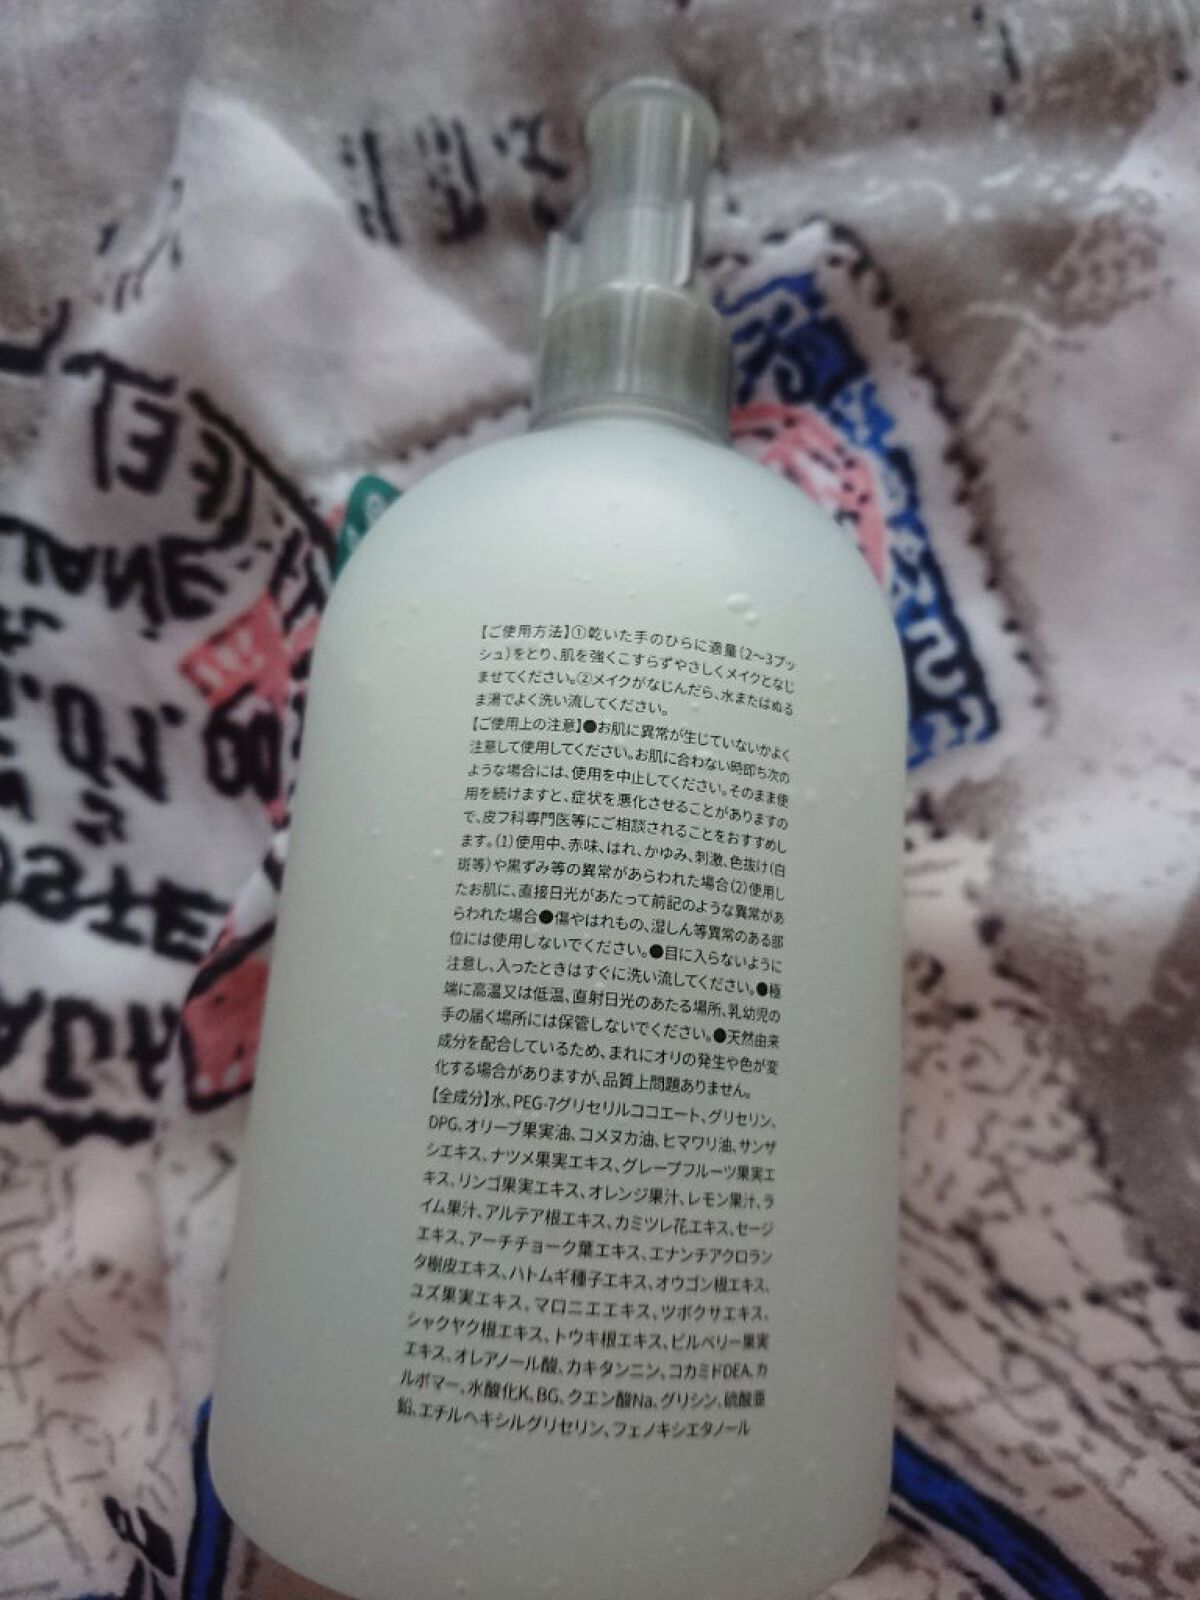 【ご使用方法】①乾いた手のひらに適量(2〜3プッ
シュ)をとり、肌を強くこすらずやさしくメイクとなじ
ませてください。②メイクがなじんだら、水またはぬる
ま湯でよく洗い流してください。
【ご使用上の注意】●お肌に異常が生じていないかよく
注意して使用してください。お肌に合わない時即ち次の
ような場合には、使用を中止してください。そのまま使
用を続けますと、症状を悪化させることがありますの
で、皮フ科専門医等にご相談されることをおすすめし
ます。(1)使用中、赤味、はれ、かゆみ、刺激、色抜け(白
斑等)や黒ずみ等の異常があらわれた場合(2)使用し
たお肌に、直接日光があたって前記のような異常があ
らわれた場合●傷やはれもの、湿しん等異常のある部
位には使用しないでください。●目に入らないように
注意し、入ったときはすぐに洗い流してください。●極
端に高温又は低温、直射日光のあたる場所、乳幼児の
手の届く場所には保管しないでください。●天然由来
成分を配合しているため、まれにオリの発生や色が変
化する場合がありますが、品質上問題ありません。
【全成分】水、PEG-7グリセリルココエート、グリセリン、
DPG、オリーブ果実油、コメヌカ油、ヒマワリ油、サンザ
シエキス、ナツメ果実エキス、グレープフルーツ果実エ
キス、リンゴ果実エキス、オレンジ果汁、レモン果汁、ラ
イム果汁、アルテア根エキス、カミツレ花エキス、セージ
エキス、アーチチョーク葉エキス、エナンチアクロラン
タ樹皮エキス、ハトムギ種子エキス、オウゴン根エキス、
ユズ果実エキス、マロニエエキス、ツボクサエキス、
シャクヤク根エキス、トウキ根エキス、ビルベリー果実
エキス、オレアノール酸、カキタンニン、コカミドDEA、カ
ルボマー、水酸化K、BG、クエン酸Na、グリシン、硫酸亜
鉛、エチルヘキシルグリセリン、フェノキシエタノール